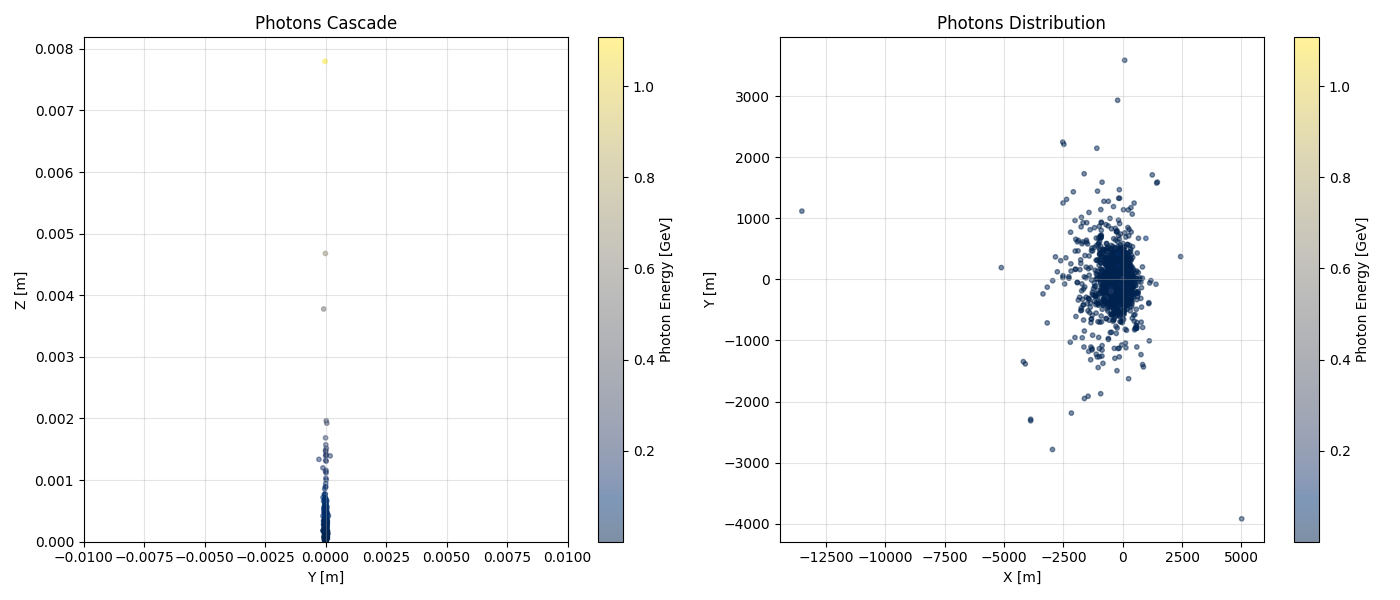 Photons Cascade
0.008
0.007
0.006
0.005
0.004
0.003
0.002
0.001
0.000
Z [m]
−0.0100 −0.0075 −0.0050 −0.0025 0.0000 0.0025 0.0050 0.0075 0.0100
Y [m]
1.0
0.8
0.6
0.4
0.2
Photon Energy [GeV]
Photons Distribution
3000
2000
1000
0
−1000
−2000
−3000
−4000
Y [m]
−12500 −10000 −7500 −5000 −2500 0 2500 5000
X [m]
1.0
0.8
0.6
0.4
0.2
Photon Energy [GeV]